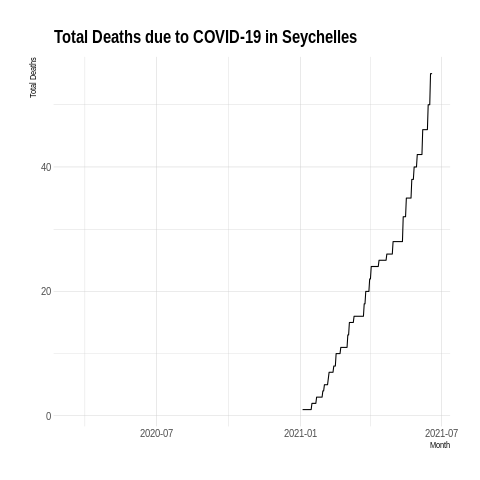 Total Deaths due to COVID-19 in Seychelles
Total Deaths
40
20
0
2020-07 2021-01 2021-07
Month